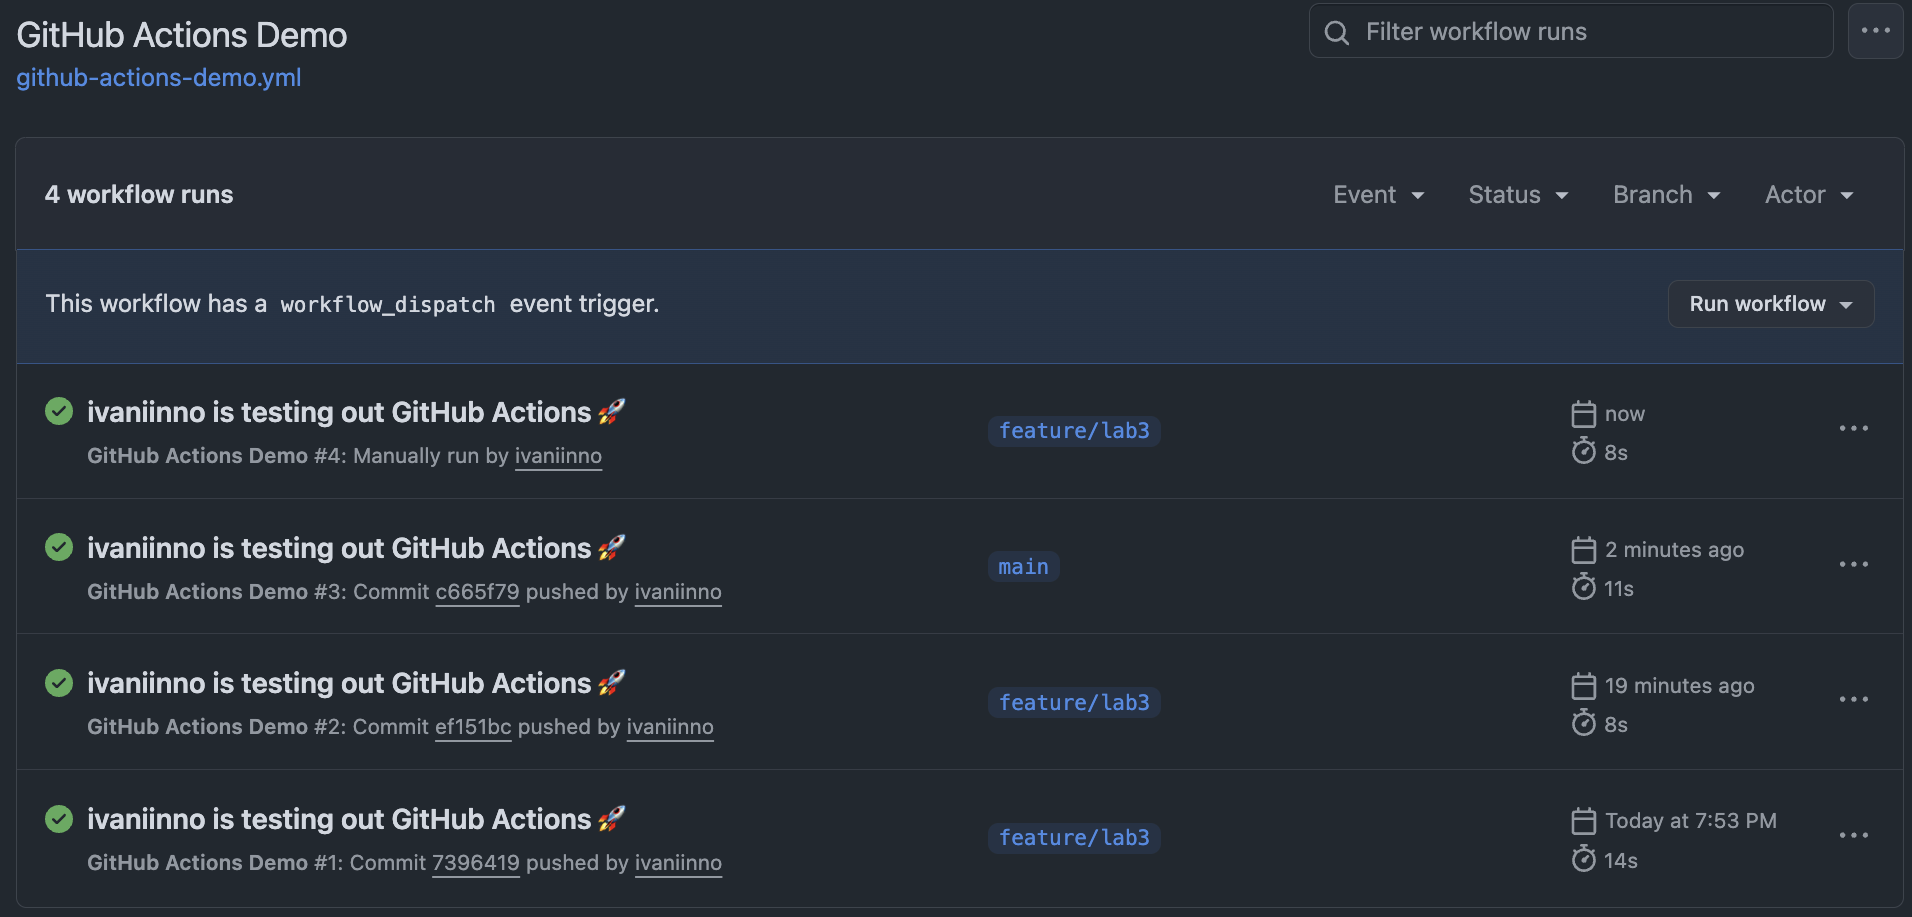 GitHub Actions Demo
Filter workflow runs
github-actions-demo.yml
4 workflow runs
Event Status Branch Actor
This workflow has a workflow_dispatch event trigger.
Run workflow
ivaniinno is testing out GitHub Actions 🚀
GitHub Actions Demo #4: Manually run by ivaniinno
feature/lab3
now
8s
ivaniinno is testing out GitHub Actions 🚀
GitHub Actions Demo #3: Commit c665f79 pushed by ivaniinno
main
2 minutes ago
11s
ivaniinno is testing out GitHub Actions 🚀
GitHub Actions Demo #2: Commit ef151bc pushed by ivaniinno
feature/lab3
19 minutes ago
8s
ivaniinno is testing out GitHub Actions 🚀
GitHub Actions Demo #1: Commit 7396419 pushed by ivaniinno
feature/lab3
Today at 7:53 PM
14s